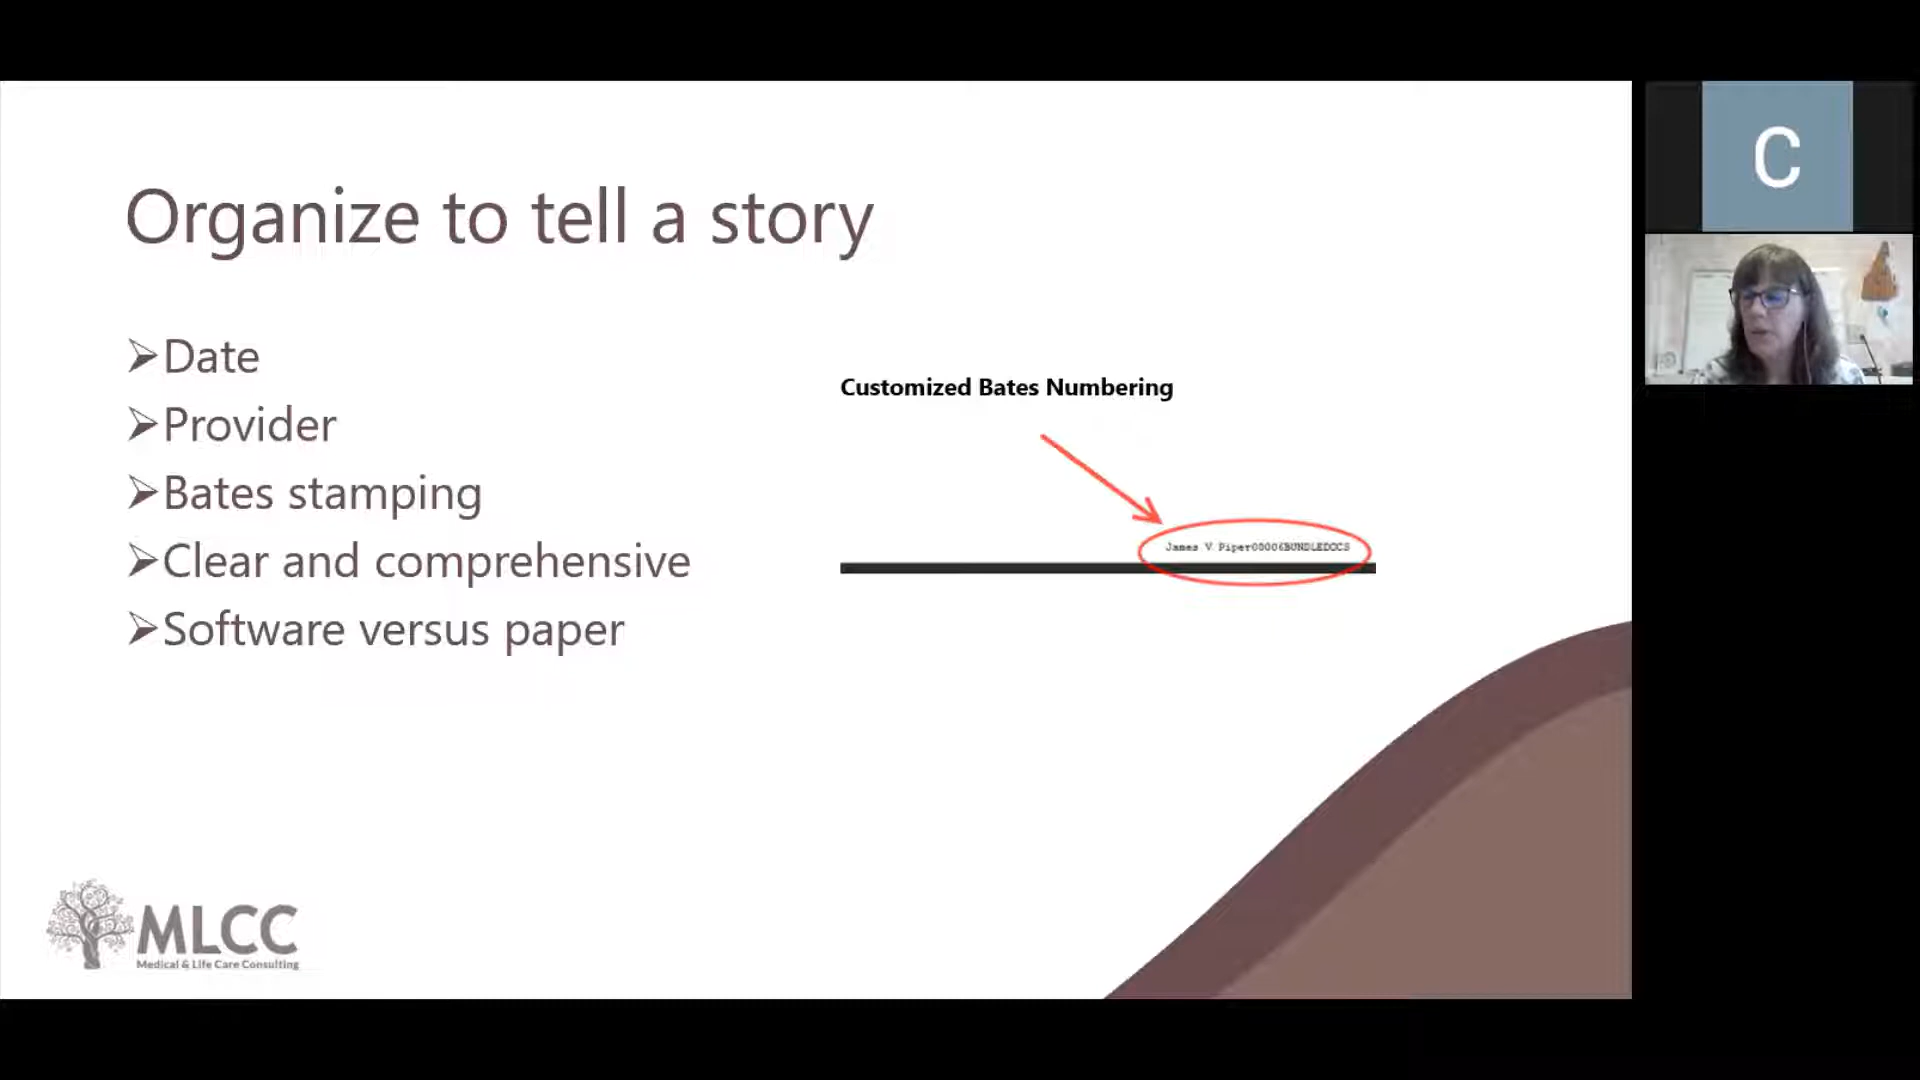 Organize to tell a story
Date
Provider
Bates stamping
Clear and comprehensive
Software versus paper
Customized Bates Numbering
James V Piper00006BUNDLEDOCS
MLCC
Medical & Life Care Consulting
C